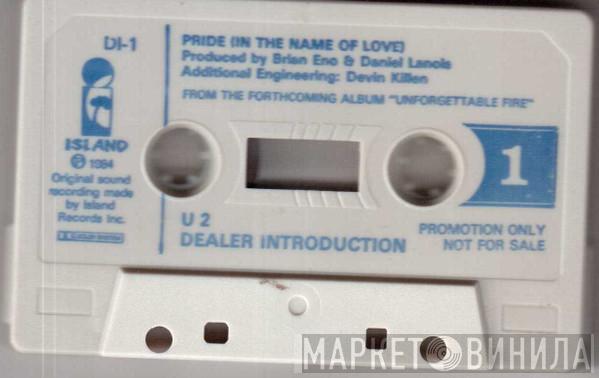 DI-1
PRIDE (IN THE NAME OF LOVE)
Produced by Brian Eno & Daniel Lanois
Additional Engineering: Devin Killen
FROM THE FORTHCOMING ALBUM "UNFORGETTABLE FIRE"
ISLAND
℗ 1984
Original sound
recording made
by Island
Records Inc.
1
U 2
DEALER INTRODUCTION
PROMOTION ONLY
NOT FOR SALE
МАРКЕТ ВИНИЛА